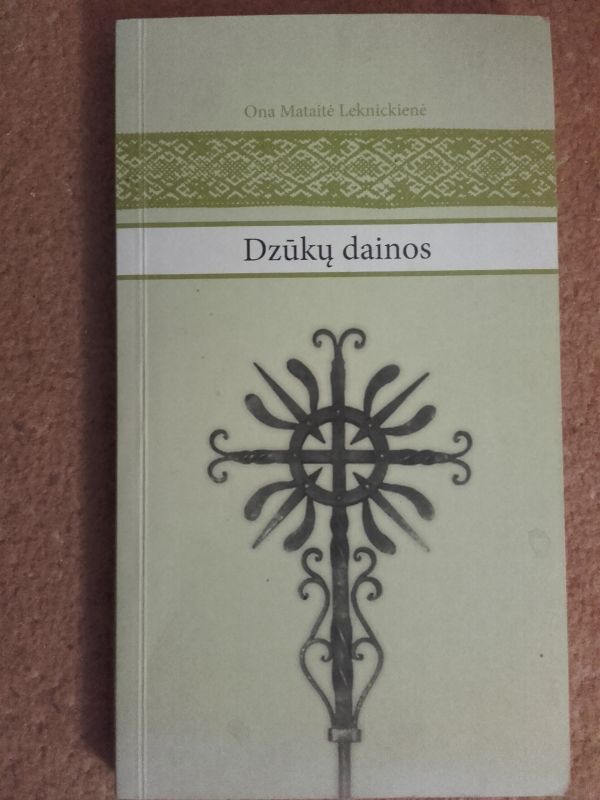 Ona Mataitė Leknickienė
Dzūkų dainos